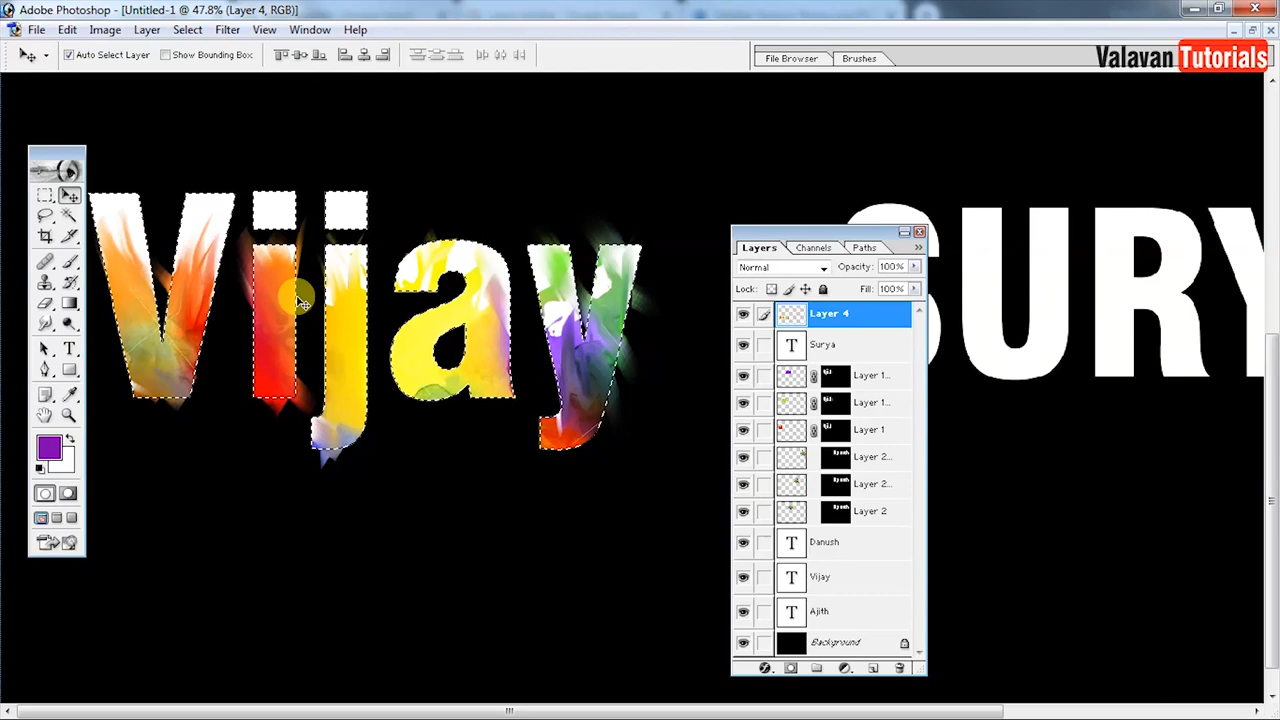 Adobe Photoshop - [Untitled-1 @ 47.8% (Layer 4, RGB)]
File Edit Image Layer Select Filter View Window Help
Auto Select Layer Show Bounding Box File Browser Brushes
Valavan Tutorials
Vijay
SURY
Layers Channels Paths
Normal Opacity: 100%
Lock: Fill: 100%
Layer 4
T Surya
Layer 1...
Layer 1...
Layer 1
Layer 2...
Layer 2...
Layer 2
T Danush
T Vijay
T Ajith
Background